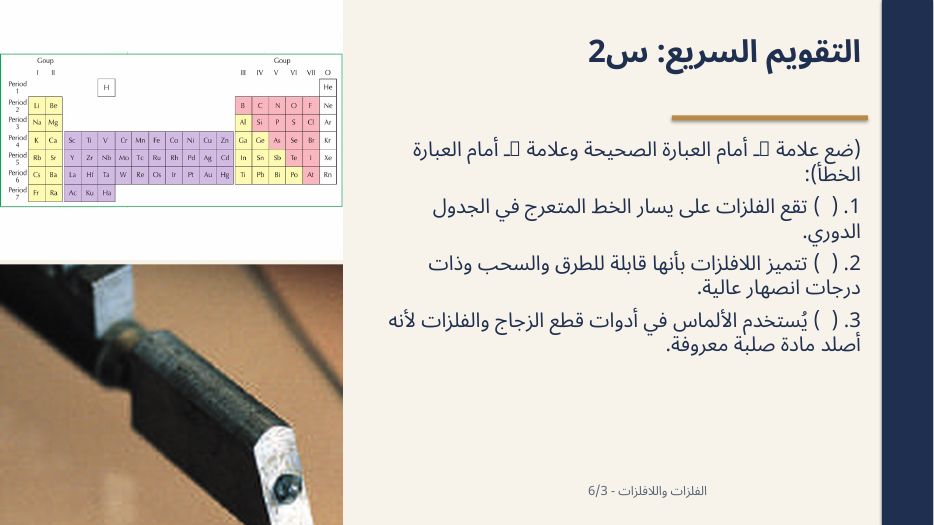 التقويم السريع: س2
(ضع علامة ☐ـ أمام العبارة الصحيحة وعلامة ☐ـ أمام العبارة
الخطأ):
1. ( ) تقع الفلزات على يسار الخط المتعرج في الجدول
الدوري.
2. ( ) تتميز اللافلزات بأنها قابلة للطرق والسحب وذات
درجات انصهار عالية.
3. ( ) يُستخدم الألماس في أدوات قطع الزجاج والفلزات لأنه
أصلد مادة صلبة معروفة.
الفلزات واللافلزات - 6/3
Goup Goup
I II III IV V VI VII O
Period 1 H He
Period 2 Li Be B C N O F Ne
Period 3 Na Mg Al Si P S Cl Ar
Period 4 K Ca Sc Ti V Cr Mn Fe Co Ni Cu Zn Ga Ge As Se Br Kr
Period 5 Rb Sr Y Zr Nb Mo Tc Ru Rh Pd Ag Cd In Sn Sb Te I Xe
Period 6 Cs Ba La Hf Ta W Re Os Ir Pt Au Hg Ti Pb Bi Po At Rn
Period 7 Fr Ra Ac Ku Ha